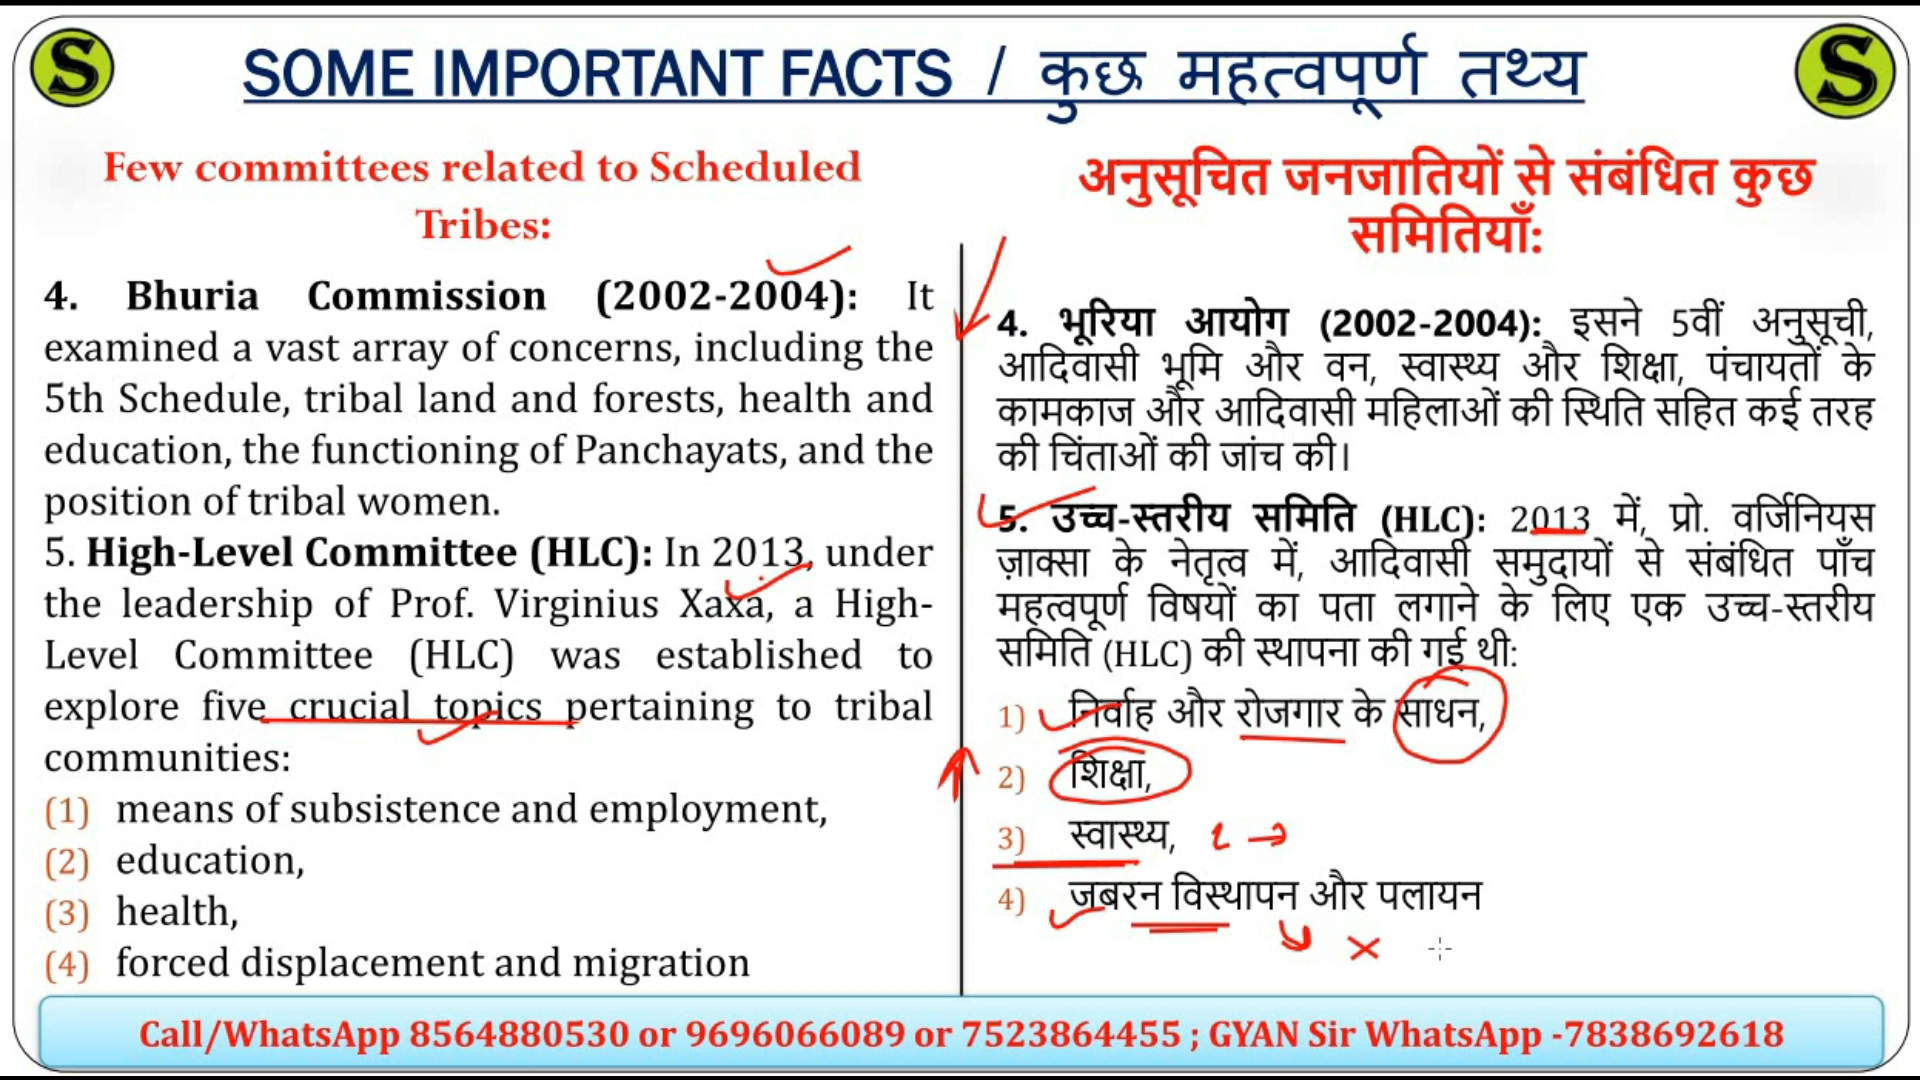 S
SOME IMPORTANT FACTS / कुछ महत्वपूर्ण तथ्य
S
Few committees related to Scheduled
Tribes:
4. Bhuria Commission (2002-2004): It
examined a vast array of concerns, including the
5th Schedule, tribal land and forests, health and
education, the functioning of Panchayats, and the
position of tribal women.
5. High-Level Committee (HLC): In 2013, under
the leadership of Prof. Virginius Xaxa, a High-
Level Committee (HLC) was established to
explore five crucial topics pertaining to tribal
communities:
(1) means of subsistence and employment,
(2) education,
(3) health,
(4) forced displacement and migration
अनुसूचित जनजातियों से संबंधित कुछ
समितियाँ:
4. भूरिया आयोग (2002-2004): इसने 5वीं अनुसूची,
आदिवासी भूमि और वन, स्वास्थ्य और शिक्षा, पंचायतों के
कामकाज और आदिवासी महिलाओं की स्थिति सहित कई तरह
की चिंताओं की जांच की।
5. उच्च-स्तरीय समिति (HLC): 2013 में, प्रो. वर्जिनियस
ज़ाक्सा के नेतृत्व में, आदिवासी समुदायों से संबंधित पाँच
महत्वपूर्ण विषयों का पता लगाने के लिए एक उच्च-स्तरीय
समिति (HLC) की स्थापना की गई थी:
1) निर्वाह और रोजगार के साधन,
2) शिक्षा,
3) स्वास्थ्य,
4) जबरन विस्थापन और पलायन
Call/WhatsApp 8564880530 or 9696066089 or 7523864455 ; GYAN Sir WhatsApp -7838692618